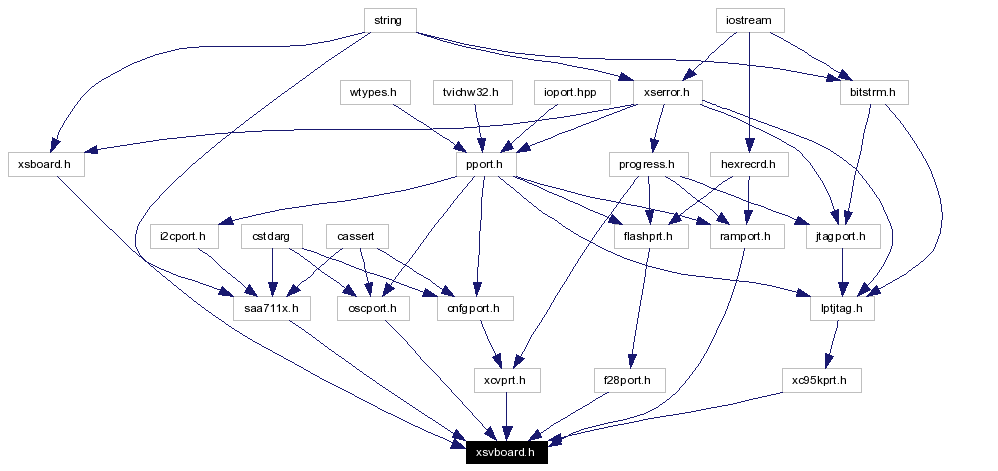 string
iostream
wtypes.h
tvichw32.h
ioport.hpp
xserror.h
bitstrm.h
xsboard.h
pport.h
progress.h
hexrecrd.h
i2cport.h
cstdarg
cassert
flashprt.h
ramport.h
jtagport.h
saa711x.h
oscport.h
cnfgport.h
lptjtag.h
xcvprt.h
f28port.h
xc95kprt.h
xsvboard.h